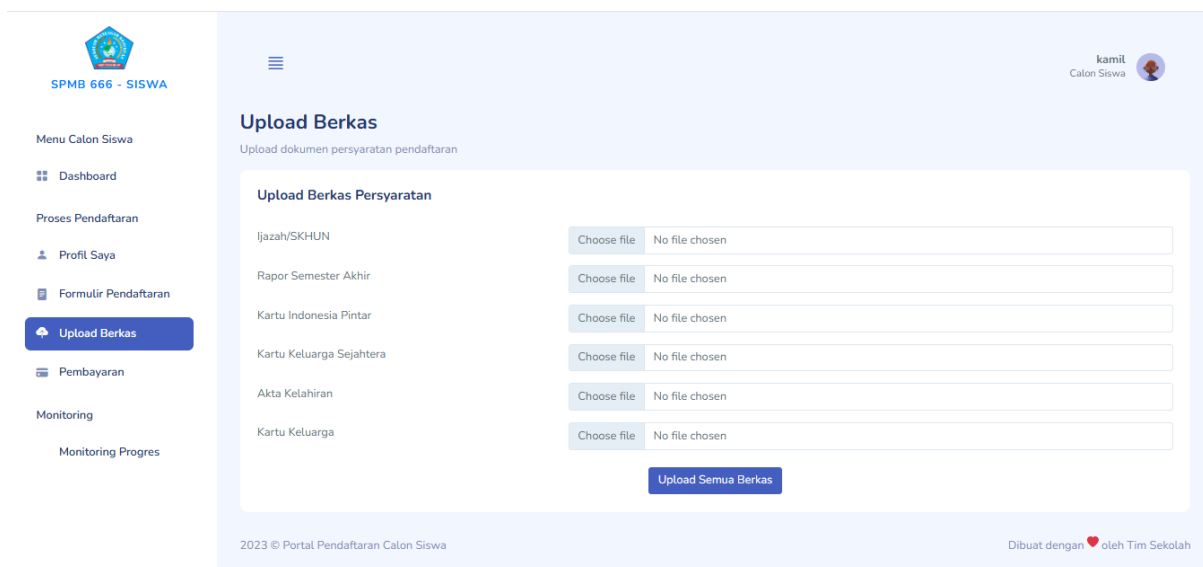 SPMB 666 - SISWA
kamil
Calon Siswa
Menu Calon Siswa
Dashboard
Proses Pendaftaran
Profil Saya
Formulir Pendaftaran
Upload Berkas
Pembayaran
Monitoring
Monitoring Progres
Upload Berkas
Upload dokumen persyaratan pendaftaran
Upload Berkas Persyaratan
Ijazah/SKHUN Choose file No file chosen
Rapor Semester Akhir Choose file No file chosen
Kartu Indonesia Pintar Choose file No file chosen
Kartu Keluarga Sejahtera Choose file No file chosen
Akta Kelahiran Choose file No file chosen
Kartu Keluarga Choose file No file chosen
Upload Semua Berkas
2023 © Portal Pendaftaran Calon Siswa
Dibuat dengan ❤ oleh Tim Sekolah